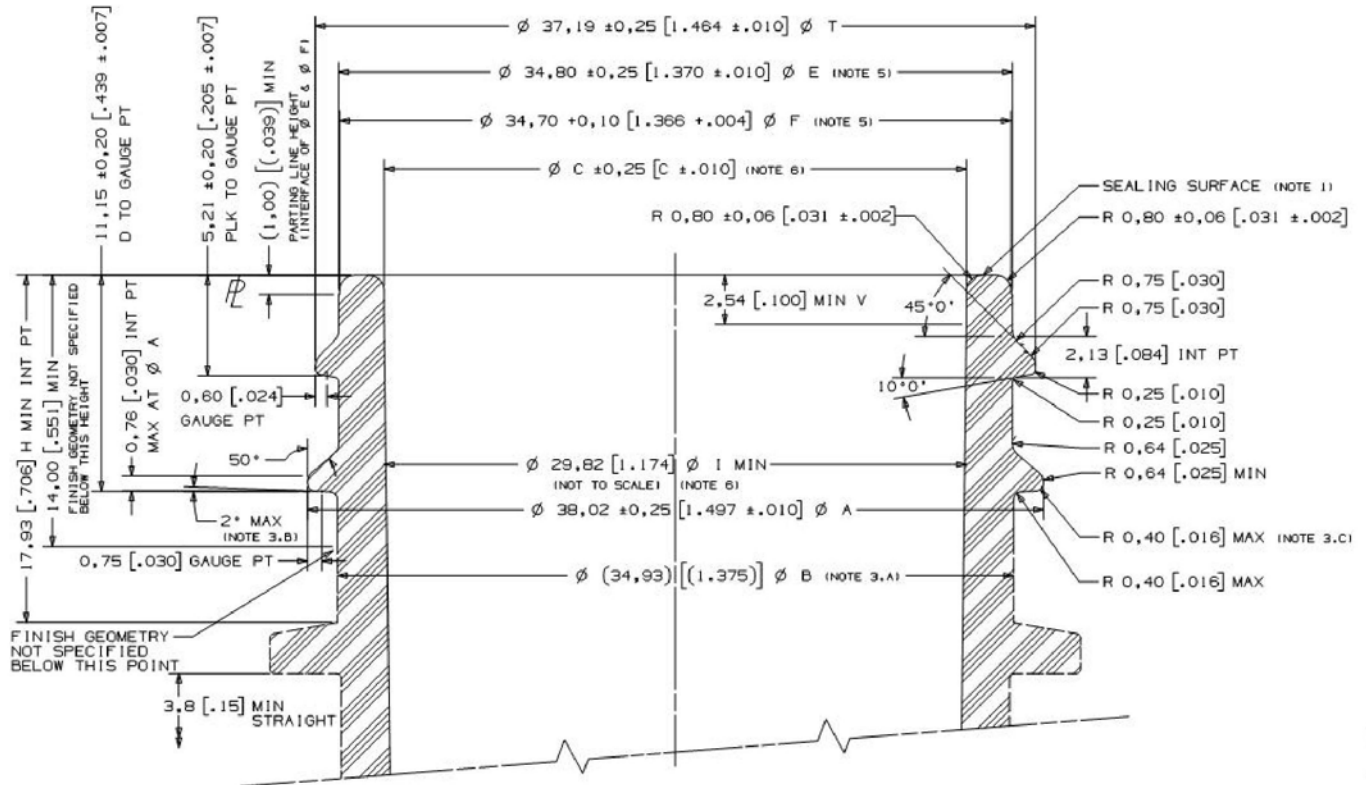 Ø 37,19 ±0,25 [1.464 ±.010] Ø T
Ø 34,80 ±0,25 [1.370 ±.010] Ø E (NOTE 5)
Ø 34,70 +0,10 [1.366 +.004] Ø F (NOTE 5)
Ø C ±0,25 [C ±.010] (NOTE 6)
11,15 ±0,20 [.439 ±.007]
D TO GAUGE PT
5,21 ±0,20 [.205 ±.007]
PLK TO GAUGE PT
(1,00) [(.039)] MIN
PARTING LINE HEIGHT
(INTERFACE OF Ø E & Ø F)
R 0,80 ±0,06 [.031 ±.002]
SEALING SURFACE (NOTE 1)
R 0,80 ±0,06 [.031 ±.002]
PL
2,54 [.100] MIN V
45°0'
R 0,75 [.030]
R 0,75 [.030]
2,13 [.084] INT PT
10°0'
R 0,25 [.010]
R 0,25 [.010]
R 0,64 [.025]
R 0,64 [.025] MIN
17,93 [.706] H MIN INT PT
14,00 [.551] MIN
FINISH GEOMETRY NOT SPECIFIED
BELOW THIS HEIGHT
0,76 [.030] INT PT
MAX AT Ø A
0,60 [.024]
GAUGE PT
50°
Ø 29,82 [1.174] Ø I MIN
(NOT TO SCALE) (NOTE 6)
Ø 38,02 ±0,25 [1.497 ±.010] Ø A
2° MAX
(NOTE 3.B)
0,75 [.030] GAUGE PT
R 0,40 [.016] MAX (NOTE 3.C)
R 0,40 [.016] MAX
Ø (34,93) [(1.375)] Ø B (NOTE 3.A)
FINISH GEOMETRY
NOT SPECIFIED
BELOW THIS POINT
3,8 [.15] MIN
STRAIGHT